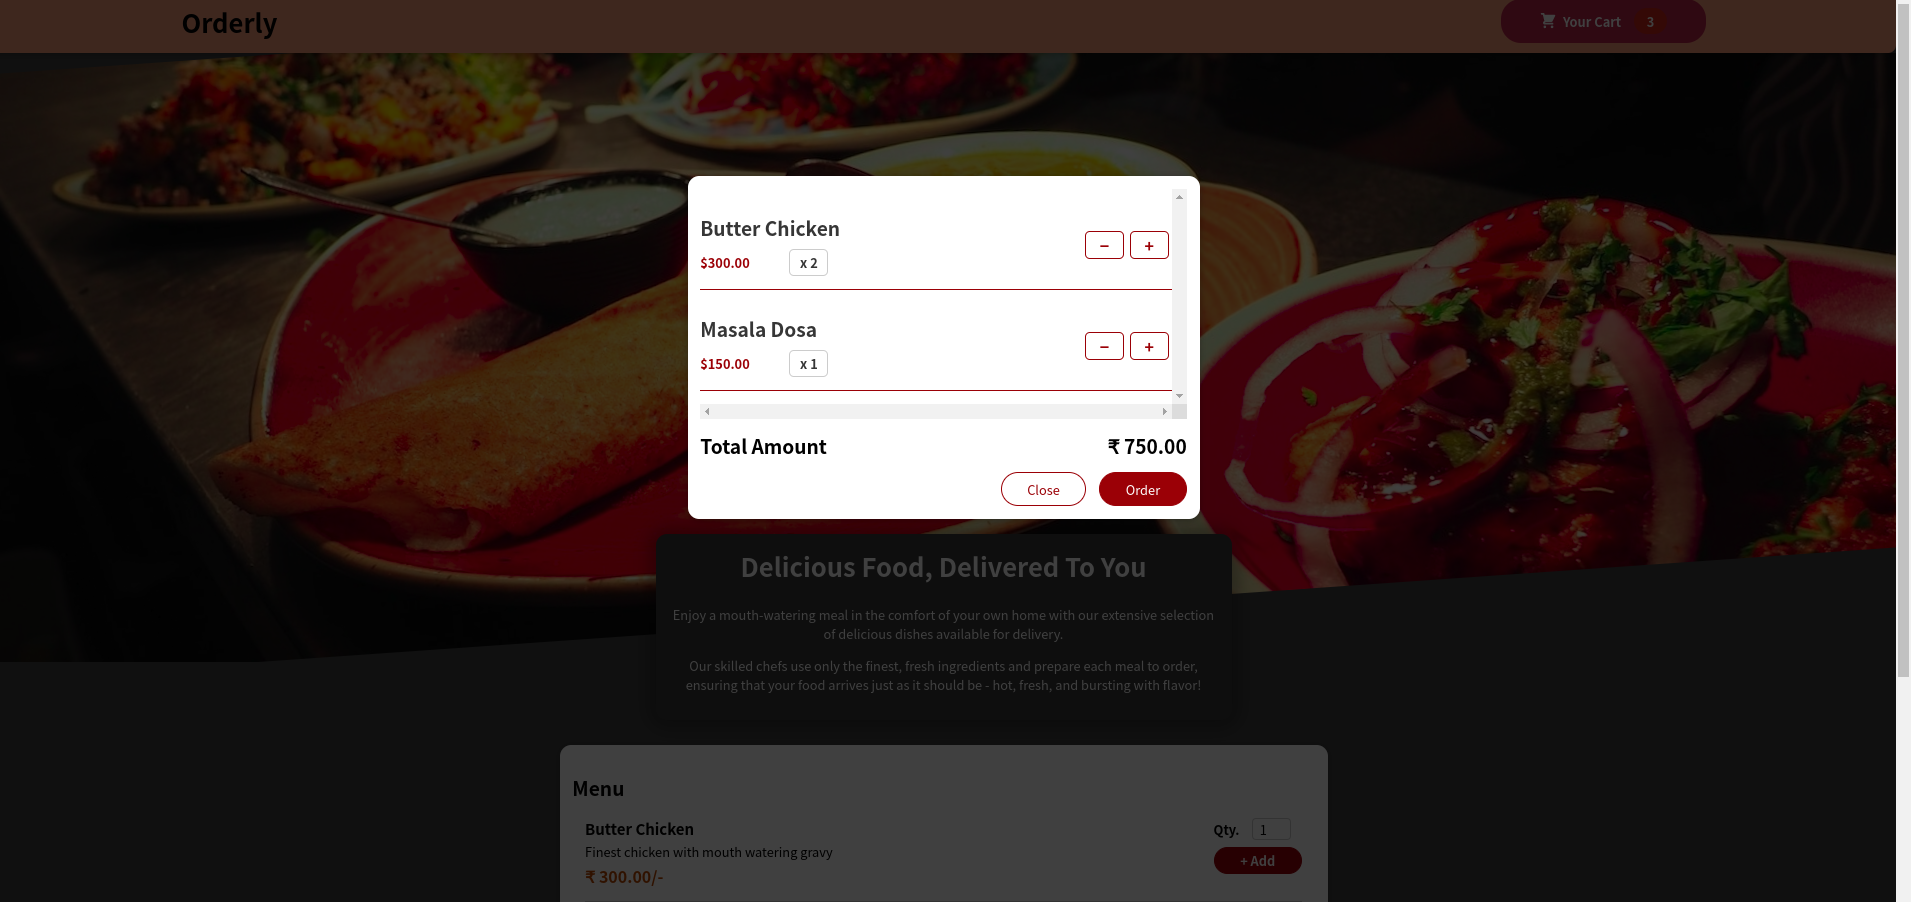 Orderly
Your Cart 3
Butter Chicken
$300.00 x 2
− +
Masala Dosa
$150.00 x 1
− +
Total Amount ₹ 750.00
Close Order
Delicious Food, Delivered To You
Enjoy a mouth-watering meal in the comfort of your own home with our extensive selection
of delicious dishes available for delivery.
Our skilled chefs use only the finest, fresh ingredients and prepare each meal to order,
ensuring that your food arrives just as it should be - hot, fresh, and bursting with flavor!
Menu
Butter Chicken
Finest chicken with mouth watering gravy
₹ 300.00/-
Qty. 1
+ Add